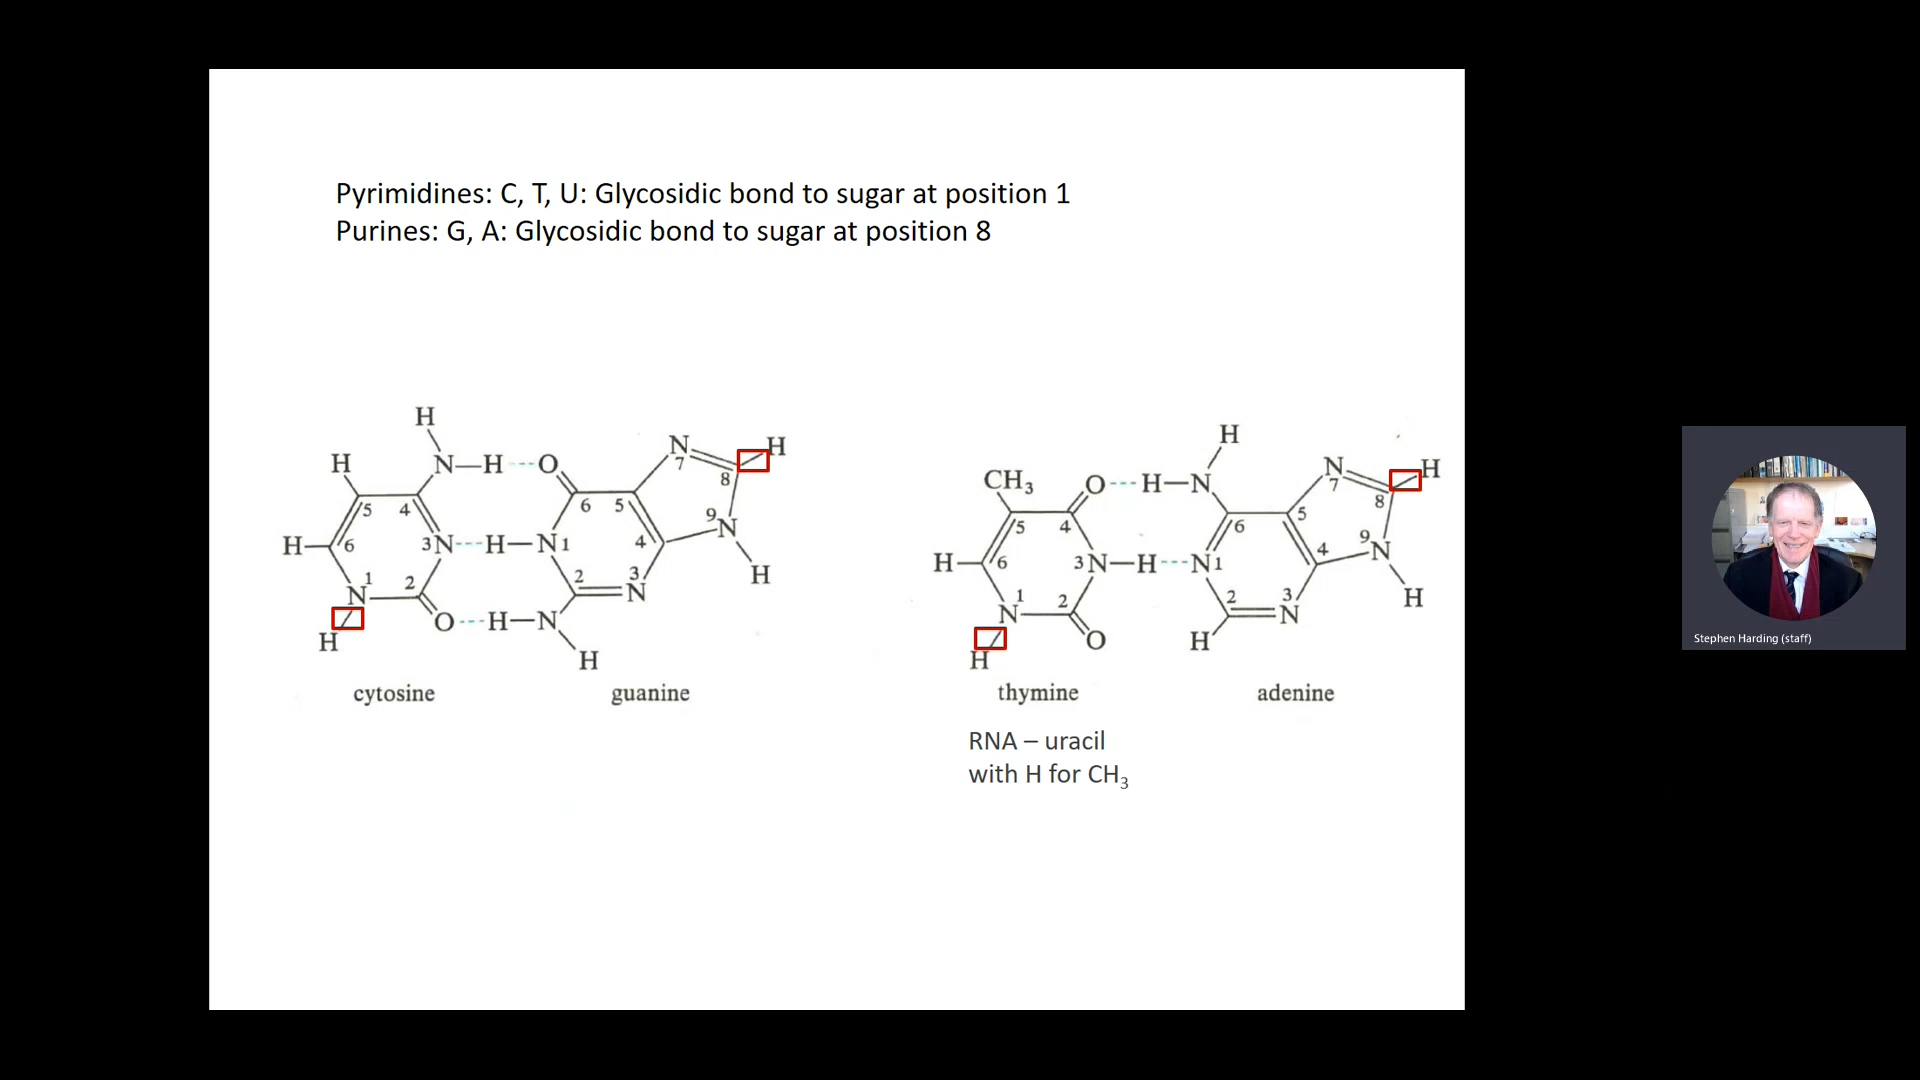 Pyrimidines: C, T, U: Glycosidic bond to sugar at position 1
Purines: G, A: Glycosidic bond to sugar at position 8
H
H N—H---O N H
7
8
5 4 6 5
9
N
H 6 3N---H—N1 4
1 2 2 3 H
N N
O---H—N
H
H
cytosine guanine
H
CH3 O---H—N N H
7
8
5 4 6 5
9
N
H 6 3N—H---N1 4
1 2 2 3 H
N N
O H
H
thymine adenine
RNA – uracil
with H for CH3
Stephen Harding (staff)